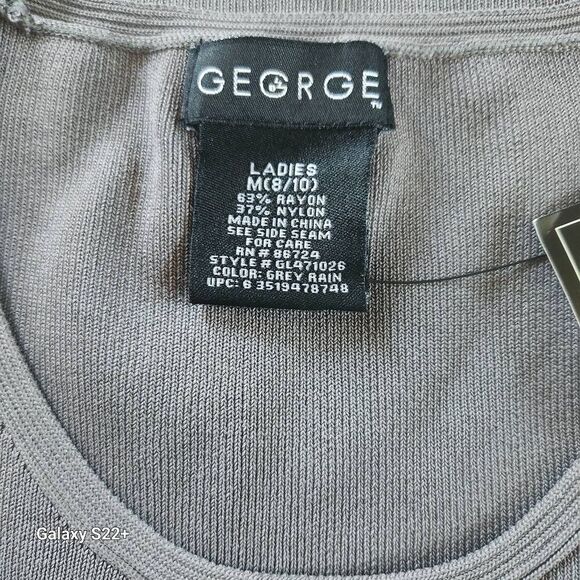 GEORGE
TM
LADIES
M(8/10)
63% RAYON
37% NYLON
MADE IN CHINA
SEE SIDE SEAM
FOR CARE
RN # 86724
STYLE # GL471026
COLOR: GREY RAIN
UPC: 6 3519478748
Galaxy S22+